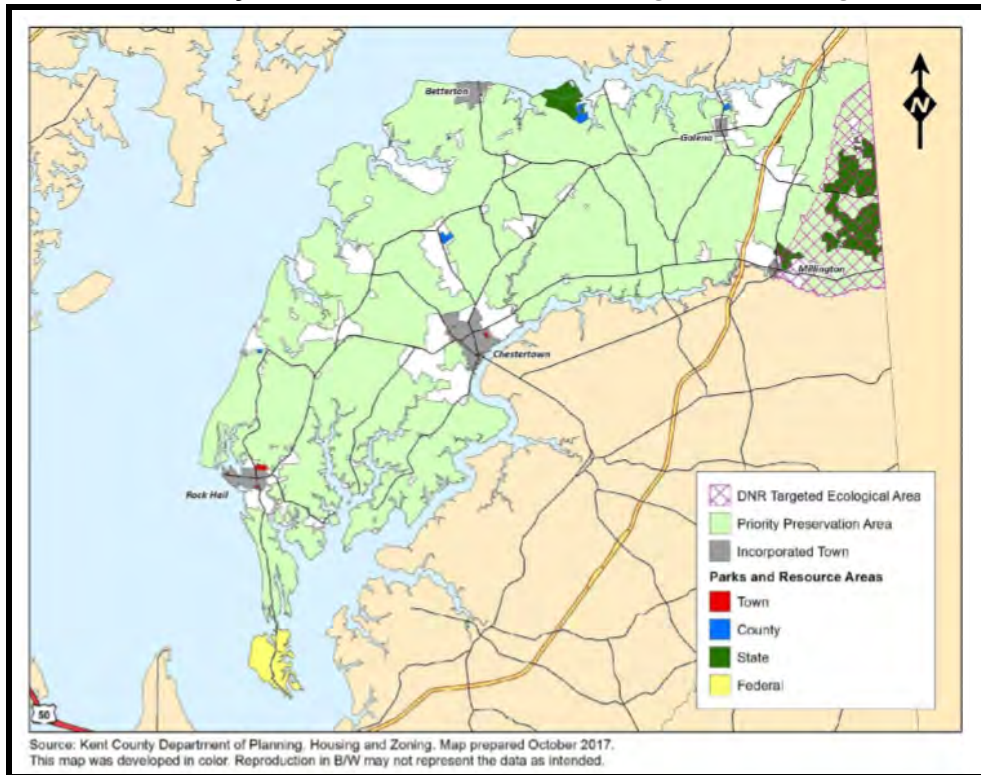 Betterton
Galena
Millington
Chestertown
Rock Hall
50
N
DNR Targeted Ecological Area
Priority Preservation Area
Incorporated Town
Parks and Resource Areas
Town
County
State
Federal
Source: Kent County Department of Planning, Housing and Zoning. Map prepared October 2017.
This map was developed in color. Reproduction in B/W may not represent the data as intended.